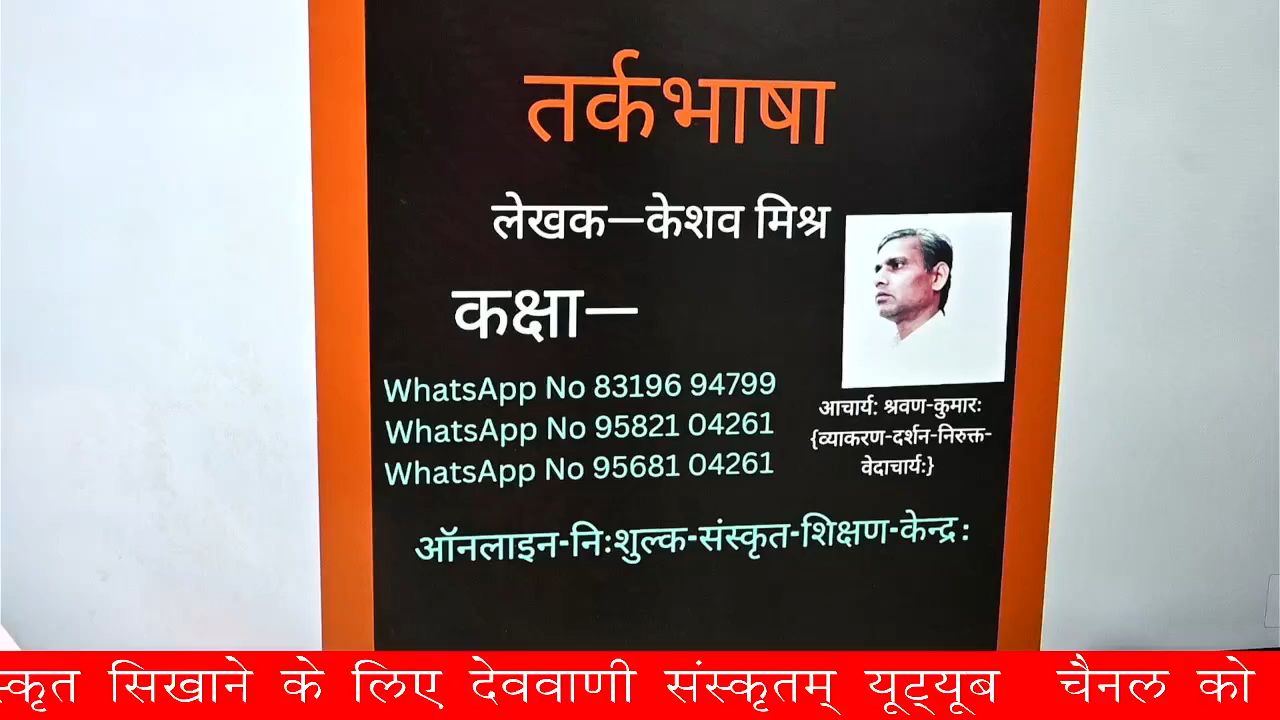 तर्कभाषा
लेखक—केशव मिश्र
कक्षा—
WhatsApp No 83196 94799
WhatsApp No 95821 04261
WhatsApp No 95681 04261
आचार्य: श्रवण-कुमार:
{व्याकरण-दर्शन-निरुक्त-
वेदाचार्य:}
ऑनलाइन-निःशुल्क-संस्कृत-शिक्षण-केन्द्र:
स्कृत सिखाने के लिए देववाणी संस्कृतम् यूट्यूब चैनल को